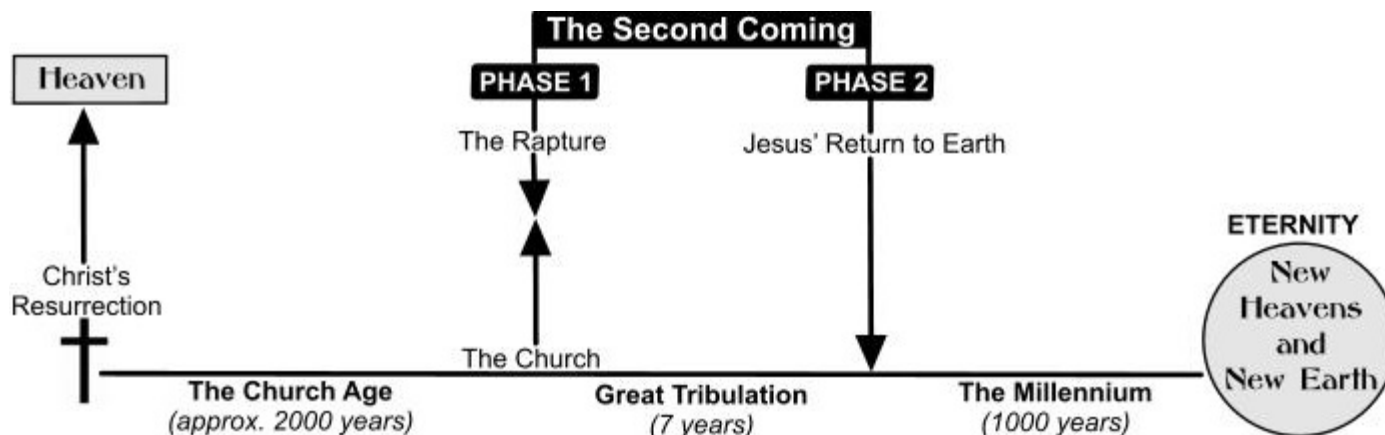 The Second Coming
Heaven
PHASE 1
PHASE 2
The Rapture
Jesus' Return to Earth
ETERNITY
New
Heavens
and
New Earth
Christ's
Resurrection
The Church
The Church Age
(approx. 2000 years)
Great Tribulation
(7 years)
The Millennium
(1000 years)